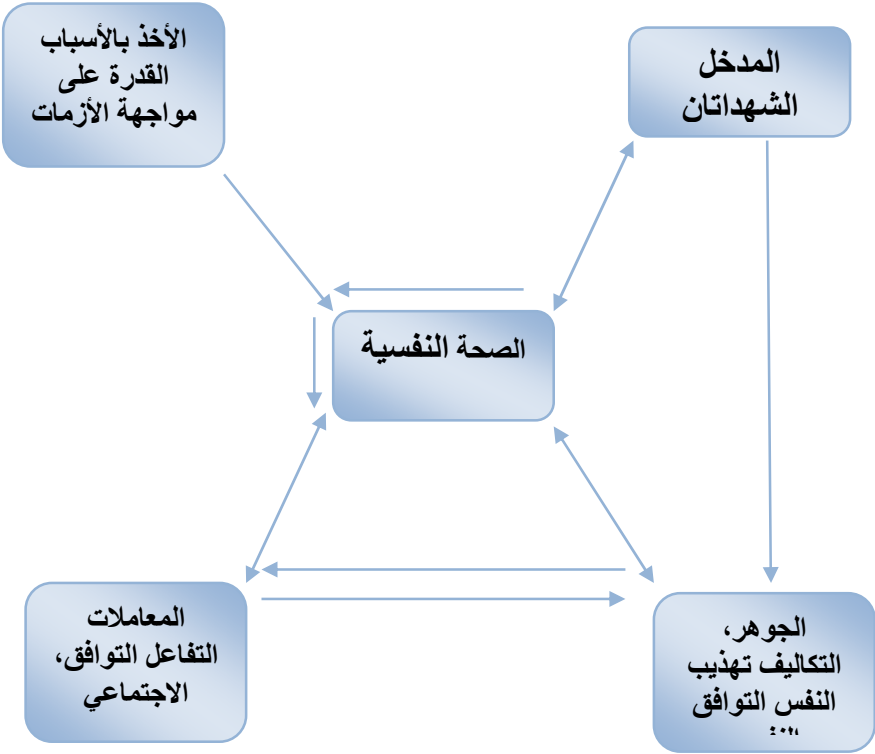 المدخل
الشهداتان
الأخذ بالأسباب
القدرة على
مواجهة الأزمات
الصحة النفسية
الجوهر،
التكاليف تهذيب
النفس التوافق
المعاملات
التفاعل التوافق،
الاجتماعي